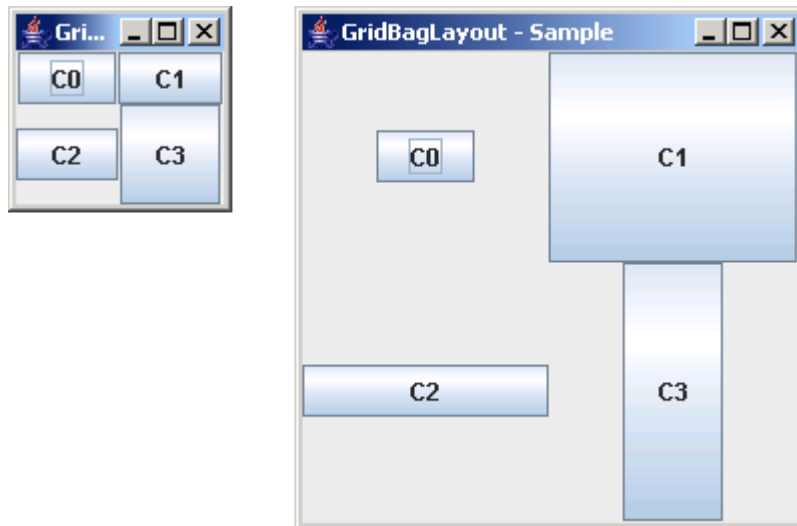 Gri...
C0 C1
C2 C3
GridBagLayout - Sample
C0 C1
C2 C3